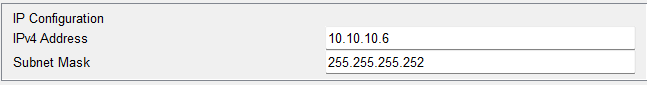 IP Configuration
IPv4 Address 10.10.10.6
Subnet Mask 255.255.255.252